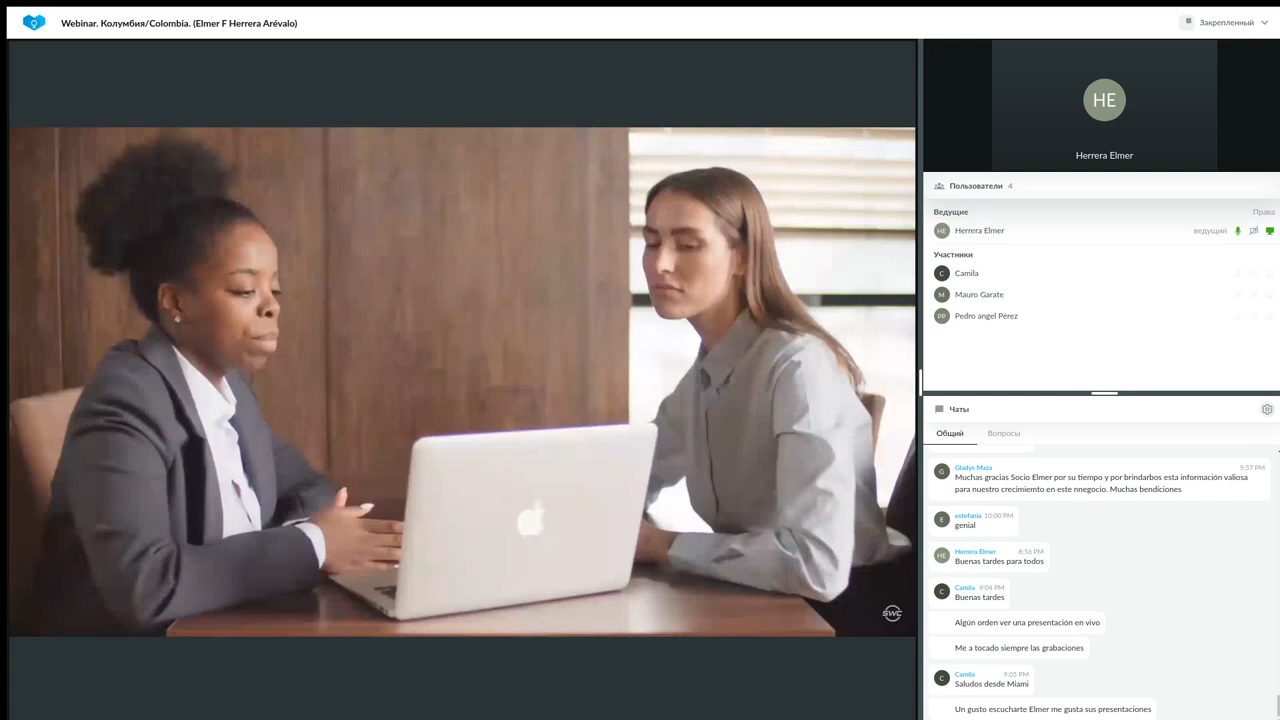 Webinar. Колумбия/Colombia. (Elmer F Herrera Arévalo)
Закрепленный
HE
Herrera Elmer
Пользователи 4
Ведущие
Права
HE
Herrera Elmer
ведущий
Участники
C
Camila
M
Mauro Garate
PP
Pedro angel Pérez
Чаты
Общий
Вопросы
G
Gladys Maza
9:57 PM
Muchas gracias Socio Elmer por su tiempo y por brindarbos esta información valiosa
para nuestro crecimiemto en este nnegocio. Muchas bendiciones
E
estefania 10:00 PM
genial
HE
Herrera Elmer 8:56 PM
Buenas tardes para todos
C
Camila 9:04 PM
Buenas tardes
Algún orden ver una presentación en vivo
Me a tocado siempre las grabaciones
C
Camila 9:05 PM
Saludos desde Miami
Un gusto escucharte Elmer me gusta sus presentaciones
SWC